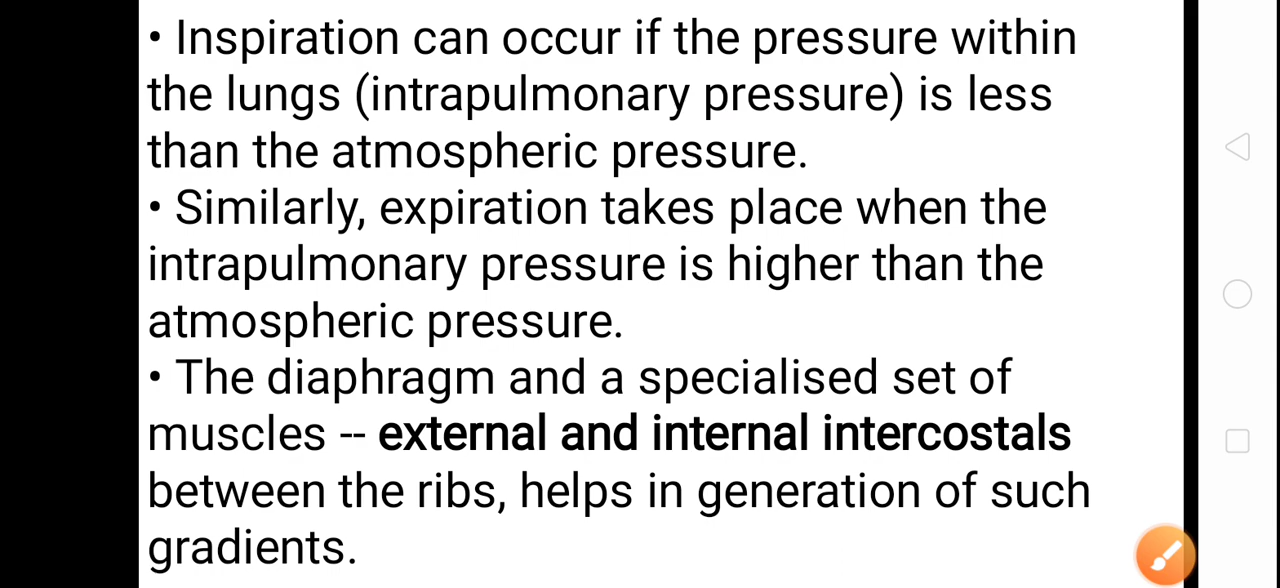 • Inspiration can occur if the pressure within
the lungs (intrapulmonary pressure) is less
than the atmospheric pressure.
• Similarly, expiration takes place when the
intrapulmonary pressure is higher than the
atmospheric pressure.
• The diaphragm and a specialised set of
muscles -- external and internal intercostals
between the ribs, helps in generation of such
gradients.